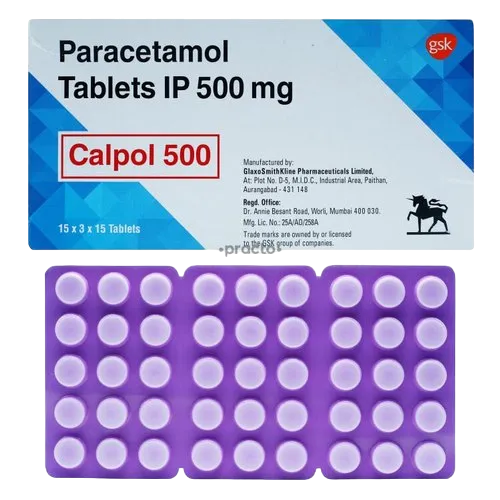 Paracetamol
Tablets IP 500 mg
gsk
Calpol 500
15 x 3 x 15 Tablets
Manufactured by:
GlaxoSmithKline Pharmaceuticals Limited,
At: Plot No. D-5, M.I.D.C., Industrial Area, Paithan,
Aurangabad - 431 148
Regd. Office:
Dr. Annie Besant Road, Worli, Mumbai 400 030.
Mfg. Lic. No.: 25A/AD/258A
Trade marks are owned by or licensed
to the GSK group of companies.
•practo•